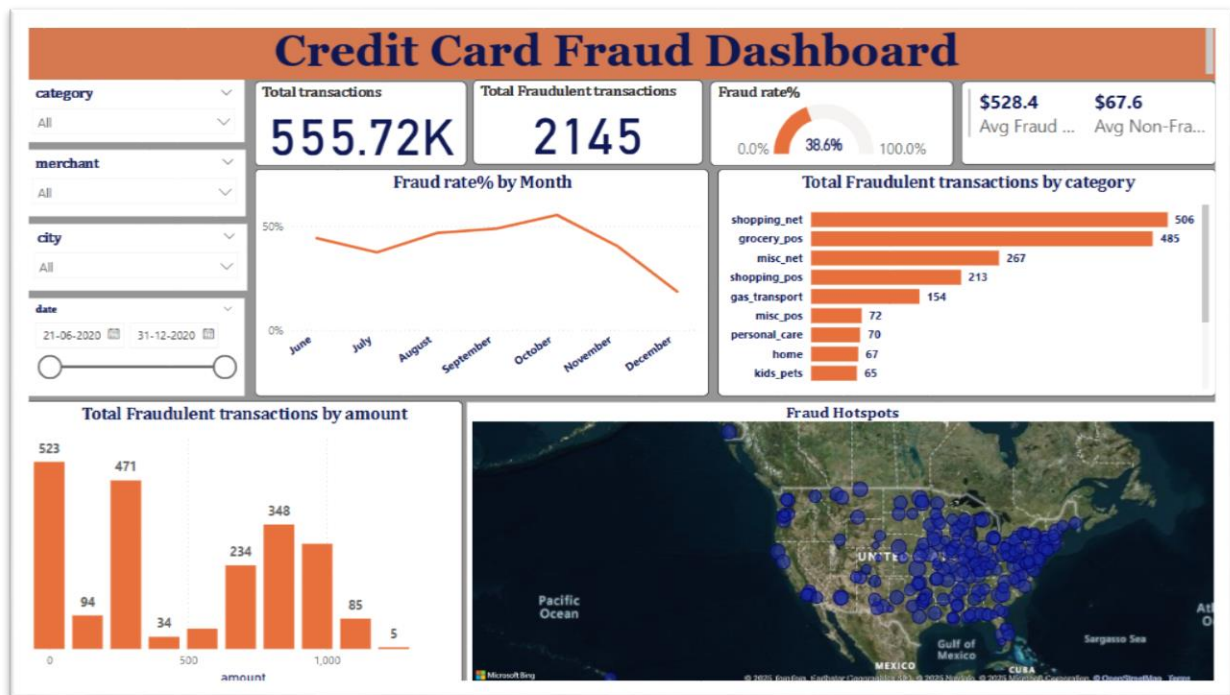 Credit Card Fraud Dashboard
category
All
merchant
All
city
All
date
21-06-2020
31-12-2020
Total transactions
555.72K
Total Fraudulent transactions
2145
Fraud rate%
0.0%
38.6%
100.0%
$528.4
Avg Fraud ...
$67.6
Avg Non-Fra...
Fraud rate% by Month
50%
0%
June
July
August
September
October
November
December
Total Fraudulent transactions by category
shopping_net 506
grocery_pos 485
misc_net 267
shopping_pos 213
gas_transport 154
misc_pos 72
personal_care 70
home 67
kids_pets 65
Total Fraudulent transactions by amount
523
94
471
34
234
348
85
5
0
500
1,000
amount
Fraud Hotspots
Pacific
Ocean
Gulf of
Mexico
MEXICO
CUBA
Sargasso Sea
Microsoft Bing
© 2025 Microsoft Corporation, © OpenStreetMap Terms